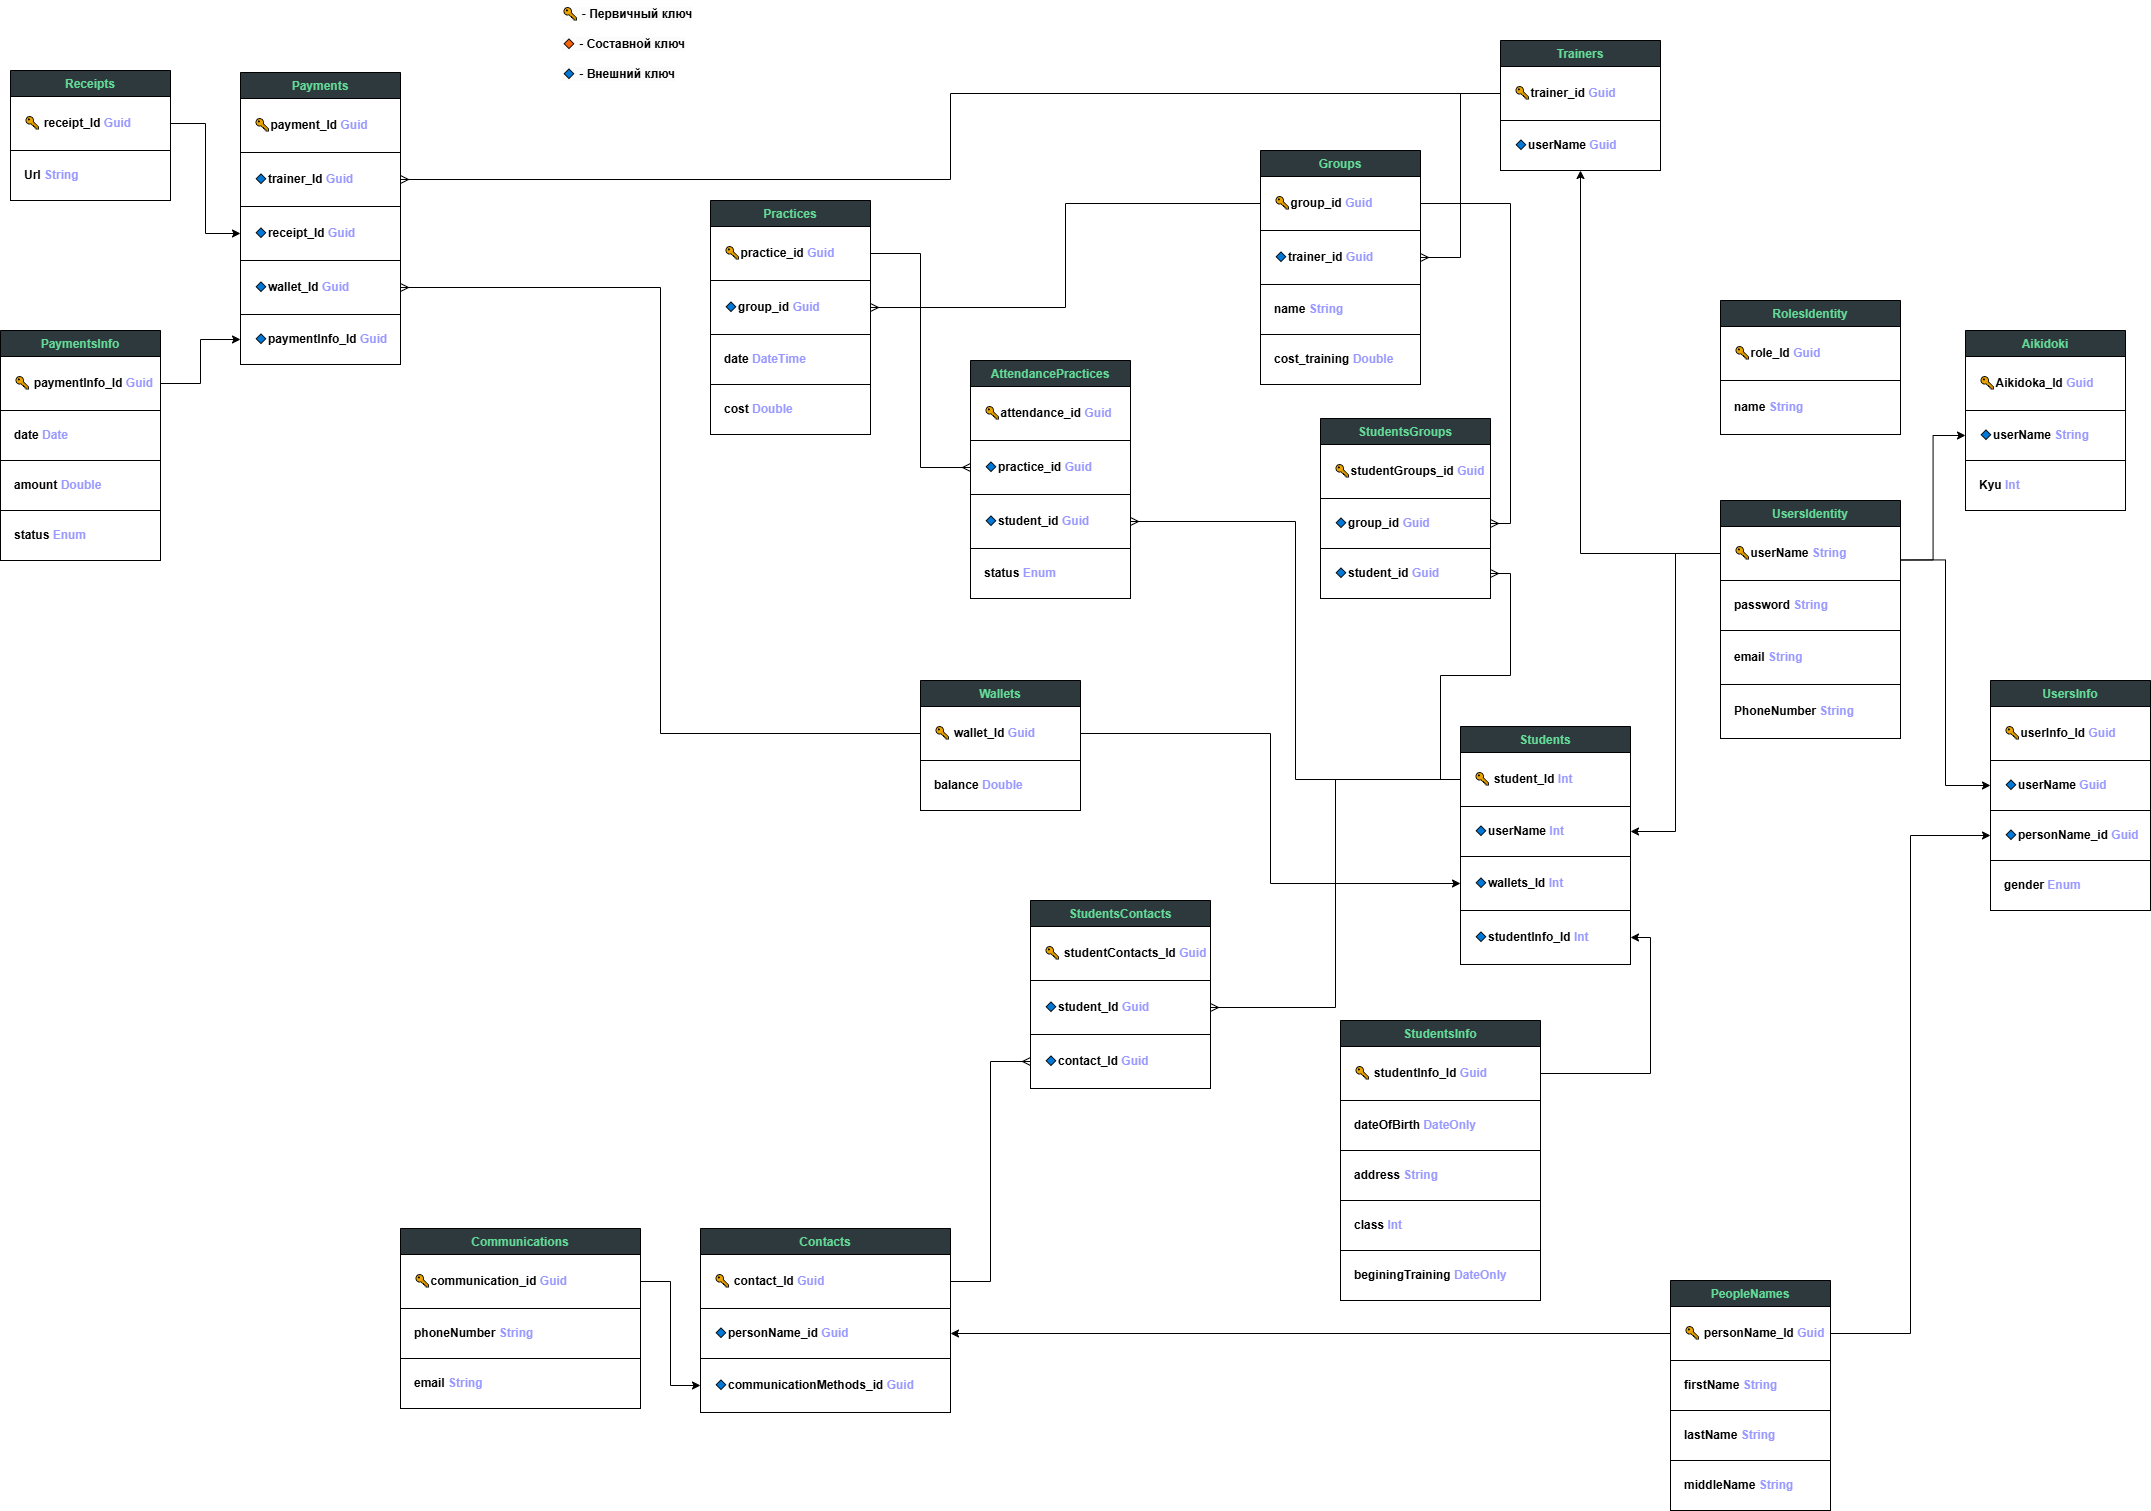 - Первичный ключ
- Составной ключ
- Внешний ключ
Receipts
receipt_Id Guid
Url String
Payments
payment_Id Guid
trainer_Id Guid
receipt_Id Guid
wallet_Id Guid
paymentInfo_Id Guid
PaymentsInfo
paymentInfo_Id Guid
date Date
amount Double
status Enum
Practices
practice_id Guid
group_id Guid
date DateTime
cost Double
AttendancePractices
attendance_id Guid
practice_id Guid
student_id Guid
status Enum
Groups
group_id Guid
trainer_id Guid
name String
cost_training Double
Trainers
trainer_id Guid
userName Guid
StudentsGroups
studentGroups_id Guid
group_id Guid
student_id Guid
RolesIdentity
role_Id Guid
name String
Aikidoki
Aikidoka_Id Guid
userName String
Kyu Int
UsersIdentity
userName String
password String
email String
PhoneNumber String
UsersInfo
userInfo_Id Guid
userName Guid
personName_id Guid
gender Enum
Wallets
wallet_Id Guid
balance Double
Students
student_Id Int
userName Int
wallets_Id Int
studentInfo_Id Int
StudentsContacts
studentContacts_Id Guid
student_Id Guid
contact_Id Guid
StudentsInfo
studentInfo_Id Guid
dateOfBirth DateOnly
address String
class Int
beginingTraining DateOnly
Communications
communication_id Guid
phoneNumber String
email String
Contacts
contact_Id Guid
personName_id Guid
communicationMethods_id Guid
PeopleNames
personName_Id Guid
firstName String
lastName String
middleName String